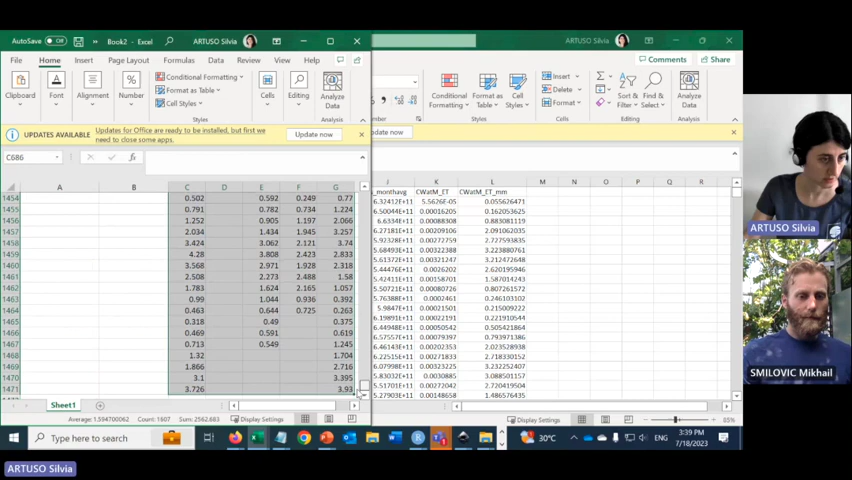 AutoSave Off Book2 - Excel ARTUSO Silvia
ARTUSO Silvia
File Home Insert Page Layout Formulas Data Review View Help
Comments Share
Clipboard Font Alignment Number Conditional Formatting Format as Table Cell Styles Styles Cells Editing Analyze Data Analysis
Conditional Formatting Format as Table Cell Styles Styles Insert Delete Format Cells Sort & Filter Find & Select Editing Analyze Data Analysis
UPDATES AVAILABLE Updates for Office are ready to be installed, but first we need to close some apps. Update now
date now
C686 fx
A B C D E F G
1454 0.502 0.592 0.249 0.77
1455 0.791 0.782 0.734 1.224
1456 1.252 0.905 1.197 2.066
1457 2.034 1.434 1.945 3.257
1458 3.424 3.062 2.121 3.74
1459 4.28 3.808 2.423 2.833
1460 3.568 2.971 1.928 2.318
1461 2.508 2.273 2.488 1.58
1462 1.783 1.624 2.165 1.057
1463 0.99 1.044 0.936 0.392
1464 0.463 0.644 0.725 0.263
1465 0.318 0.49 0.375
1466 0.469 0.591 0.619
1467 0.713 0.549 1.245
1468 1.32 1.704
1469 1.866 2.716
1470 3.1 3.395
1471 3.726 3.93
Sheet1
Average: 1.594700062 Count: 1607 Sum: 2562.683 Display Settings
J K L M N O P Q R
_monthavg CWatM_ET CWatM_ET_mm
6.32412E+11 5.5626E-05 0.055626471
6.50044E+11 0.00016205 0.162053625
6.6334E+11 0.00088308 0.883081119
6.27181E+11 0.00209106 2.091062035
5.92328E+11 0.00277759 2.777593835
5.68493E+11 0.00322388 3.223880761
5.61372E+11 0.00321247 3.212472648
5.44476E+11 0.0026202 2.620195946
5.42411E+11 0.00158701 1.587014243
5.50721E+11 0.00080726 0.807261572
5.76388E+11 0.0002461 0.246103102
5.9847E+11 0.00021501 0.215009222
6.19891E+11 0.00022191 0.221910544
6.44948E+11 0.00050542 0.505421864
6.57557E+11 0.00079397 0.793971386
6.46143E+11 0.00202353 2.023528938
6.22515E+11 0.00271833 2.718330152
6.07998E+11 0.00323225 3.232252407
5.83032E+11 0.0030885 3.088501157
5.51701E+11 0.00272042 2.720419504
5.27903E+11 0.00148658 1.486576435
Display Settings 85%
Type here to search
30°C ENG 3:39 PM 7/18/2023
ARTUSO Silvia
SMILOVIC Mikhail
ARTUSO Silvia